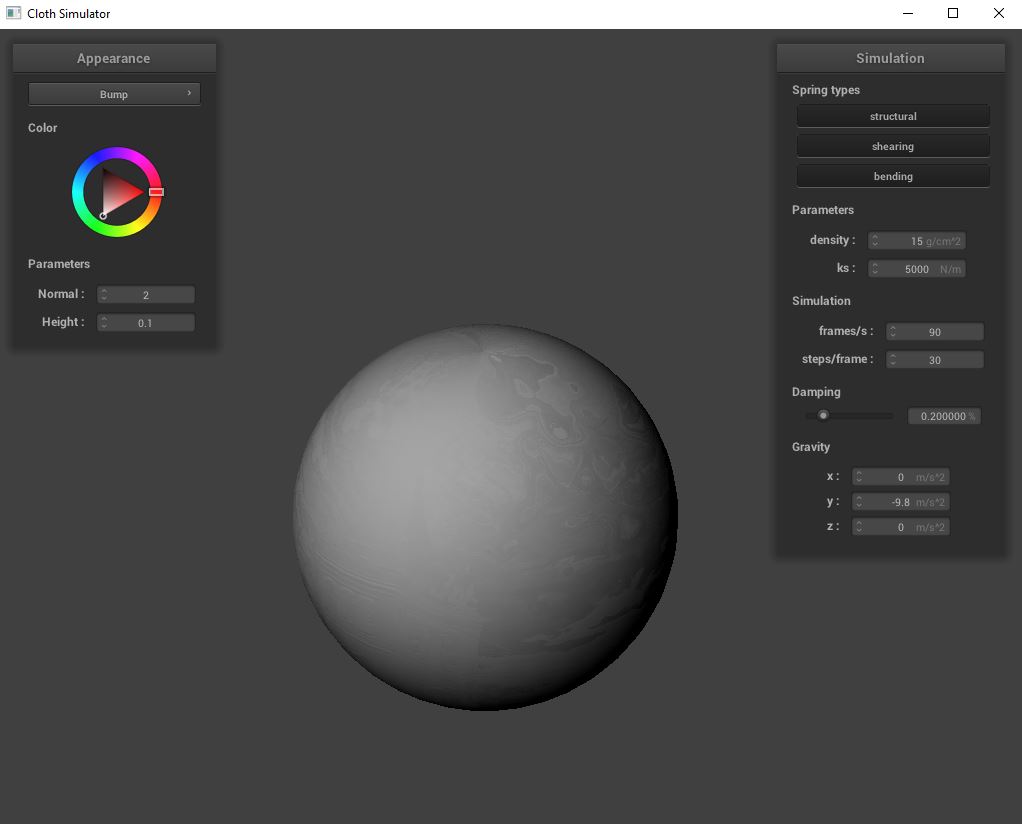 Cloth Simulator
Appearance
Bump
Color
Parameters
Normal : 2
Height : 0.1
Simulation
Spring types
structural
shearing
bending
Parameters
density : 15 g/cm^2
ks : 5000 N/m
Simulation
frames/s : 90
steps/frame : 30
Damping
0.200000 %
Gravity
x : 0 m/s^2
y : -9.8 m/s^2
z : 0 m/s^2